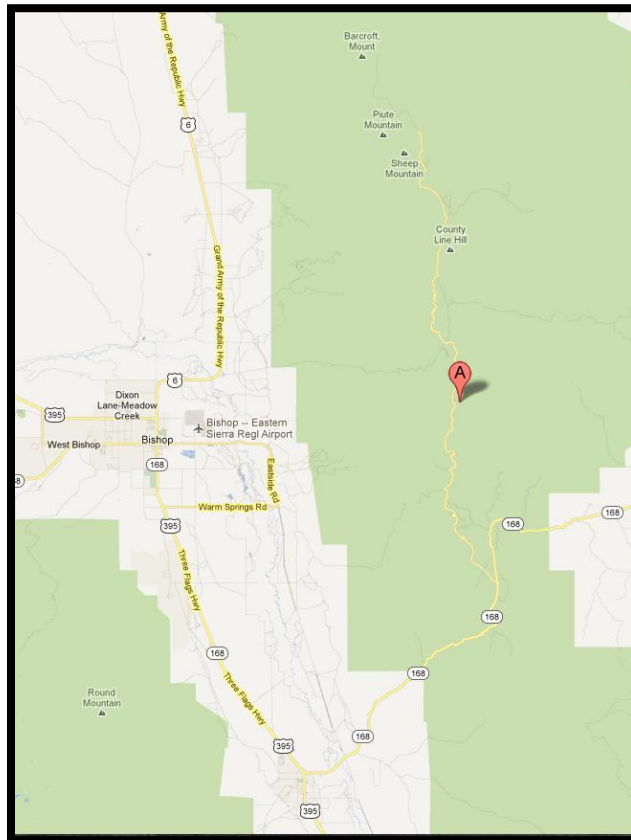 Army of the Republic Hwy
Barcroft,
Mount
6
Piute
Mountain
Sheep
Mountain
County
Line Hill
Grand Army of the Republic Hwy
A
6
Dixon
Lane-Meadow
Creek
395
Bishop -- Eastern
Sierra Regl Airport
West Bishop
Bishop
168
Eastside Rd
Warm Springs Rd
395
168
168
168
Three Flags Hwy
168
168
Three Flags Hwy
Round
Mountain
168
395
395